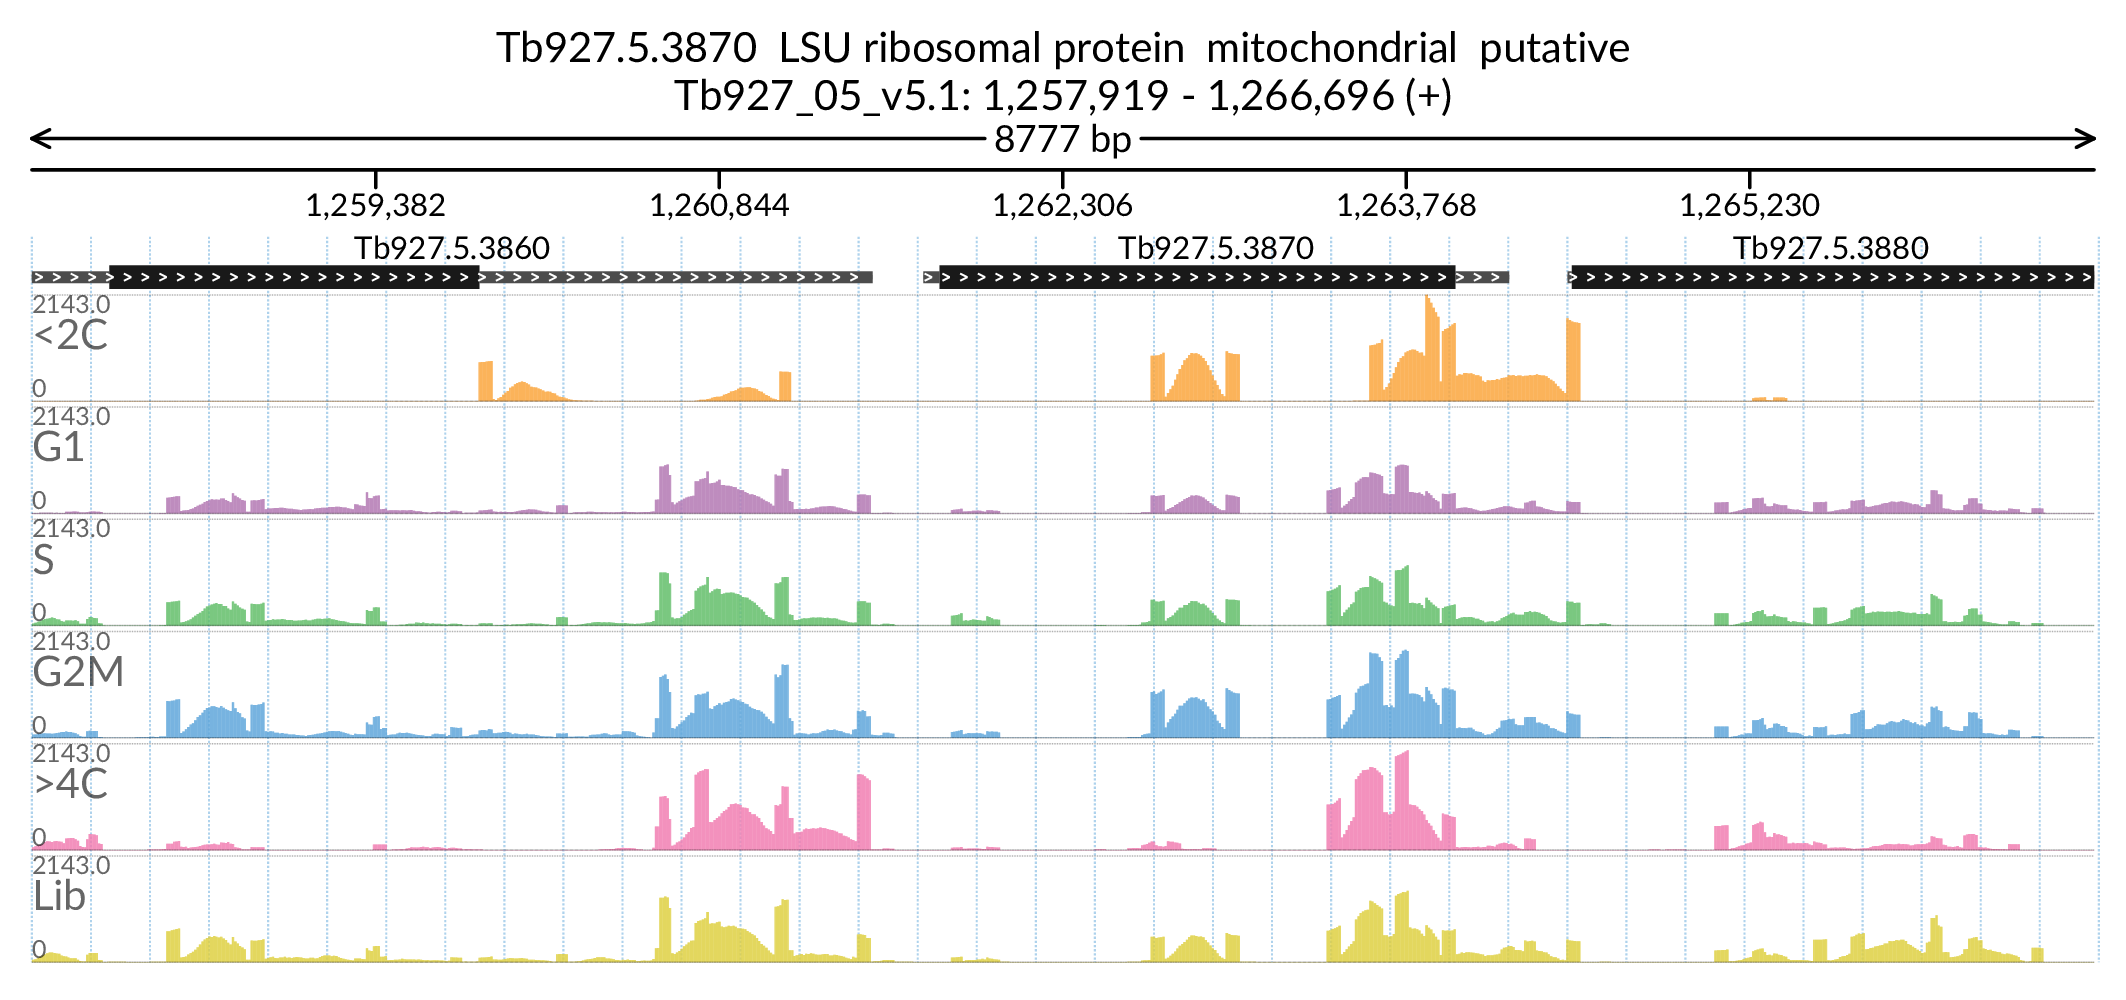 Tb927.5.3870 LSU ribosomal protein mitochondrial putative
Tb927_05_v5.1: 1,257,919 - 1,266,696 (+)
8777 bp
1,259,382 1,260,844 1,262,306 1,263,768 1,265,230
Tb927.5.3860 Tb927.5.3870 Tb927.5.3880
2143.0
<2C
0
2143.0
G1
0
2143.0
S
0
2143.0
G2M
0
2143.0
>4C
0
2143.0
Lib
0